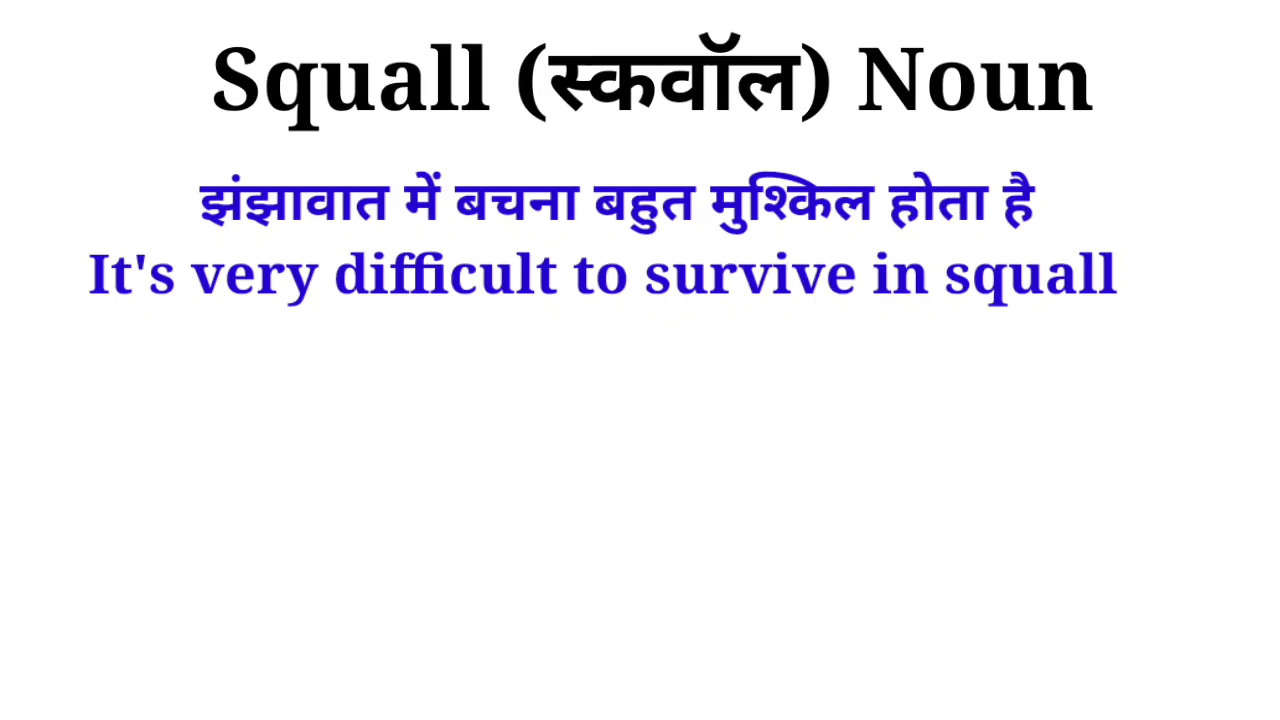 Squall (स्कवॉल) Noun
झंझावात में बचना बहुत मुश्किल होता है
It's very difficult to survive in squall